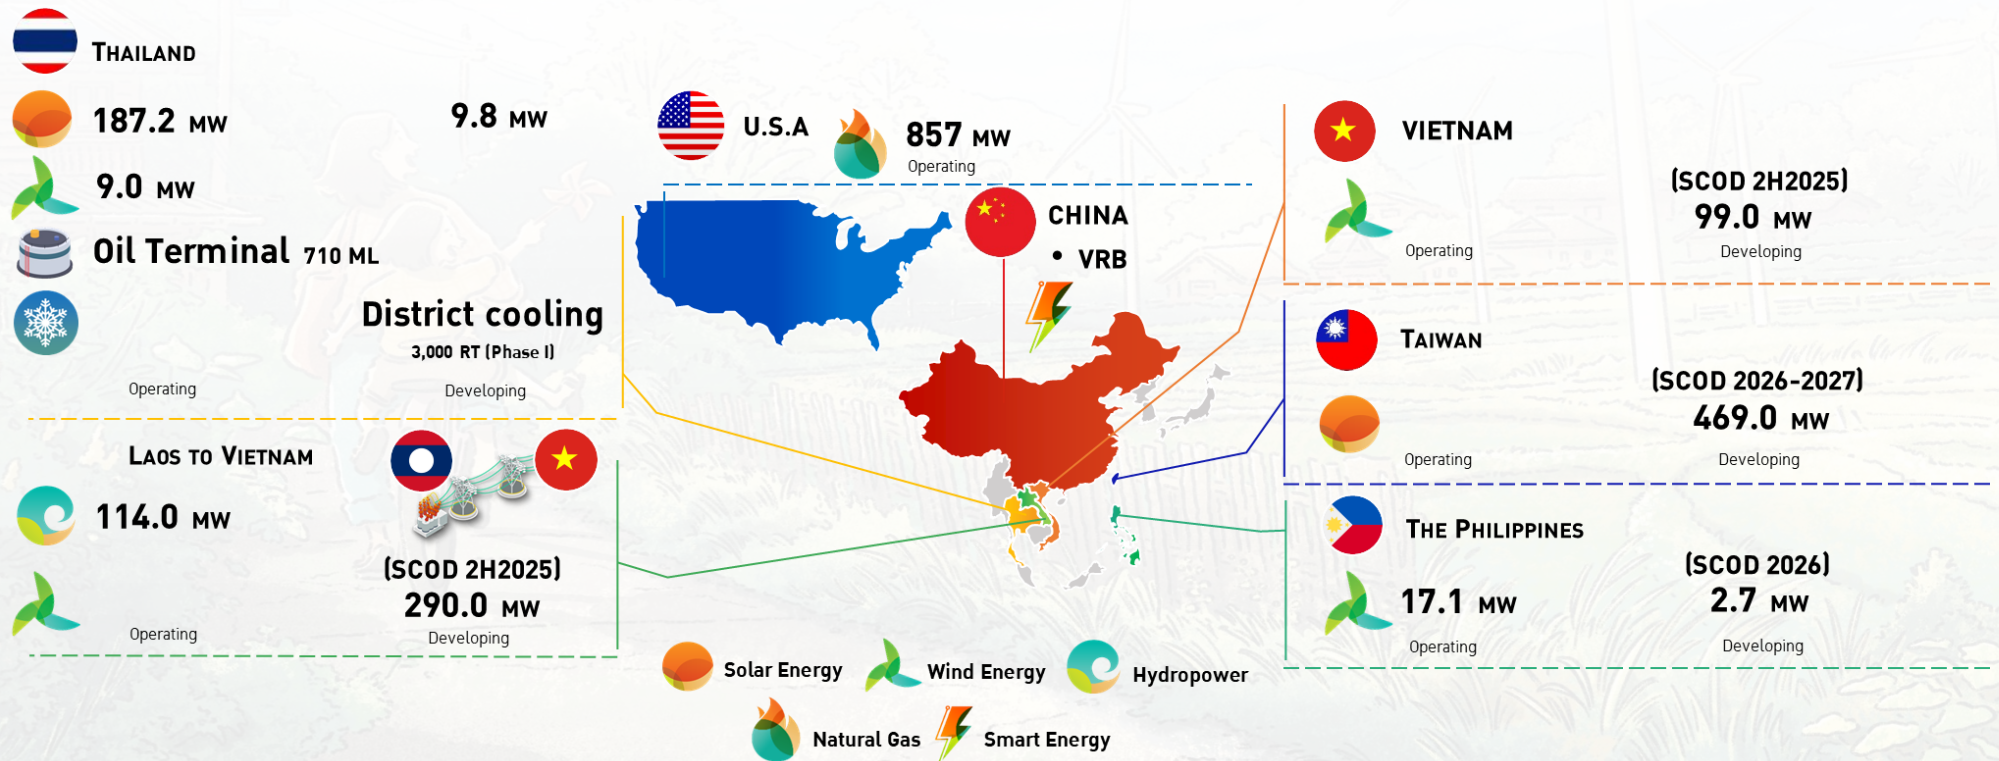 THAILAND
187.2 MW
9.8 MW
9.0 MW
Oil Terminal 710 ML
District cooling
3,000 RT (Phase I)
Operating
Developing
LAOS TO VIETNAM
114.0 MW
(SCOD 2H2025)
290.0 MW
Operating
Developing
U.S.A
857 MW
Operating
CHINA
• VRB
VIETNAM
(SCOD 2H2025)
99.0 MW
Operating
Developing
TAIWAN
(SCOD 2026-2027)
469.0 MW
Operating
Developing
THE PHILIPPINES
(SCOD 2026)
17.1 MW
2.7 MW
Operating
Developing
Solar Energy
Wind Energy
Hydropower
Natural Gas
Smart Energy